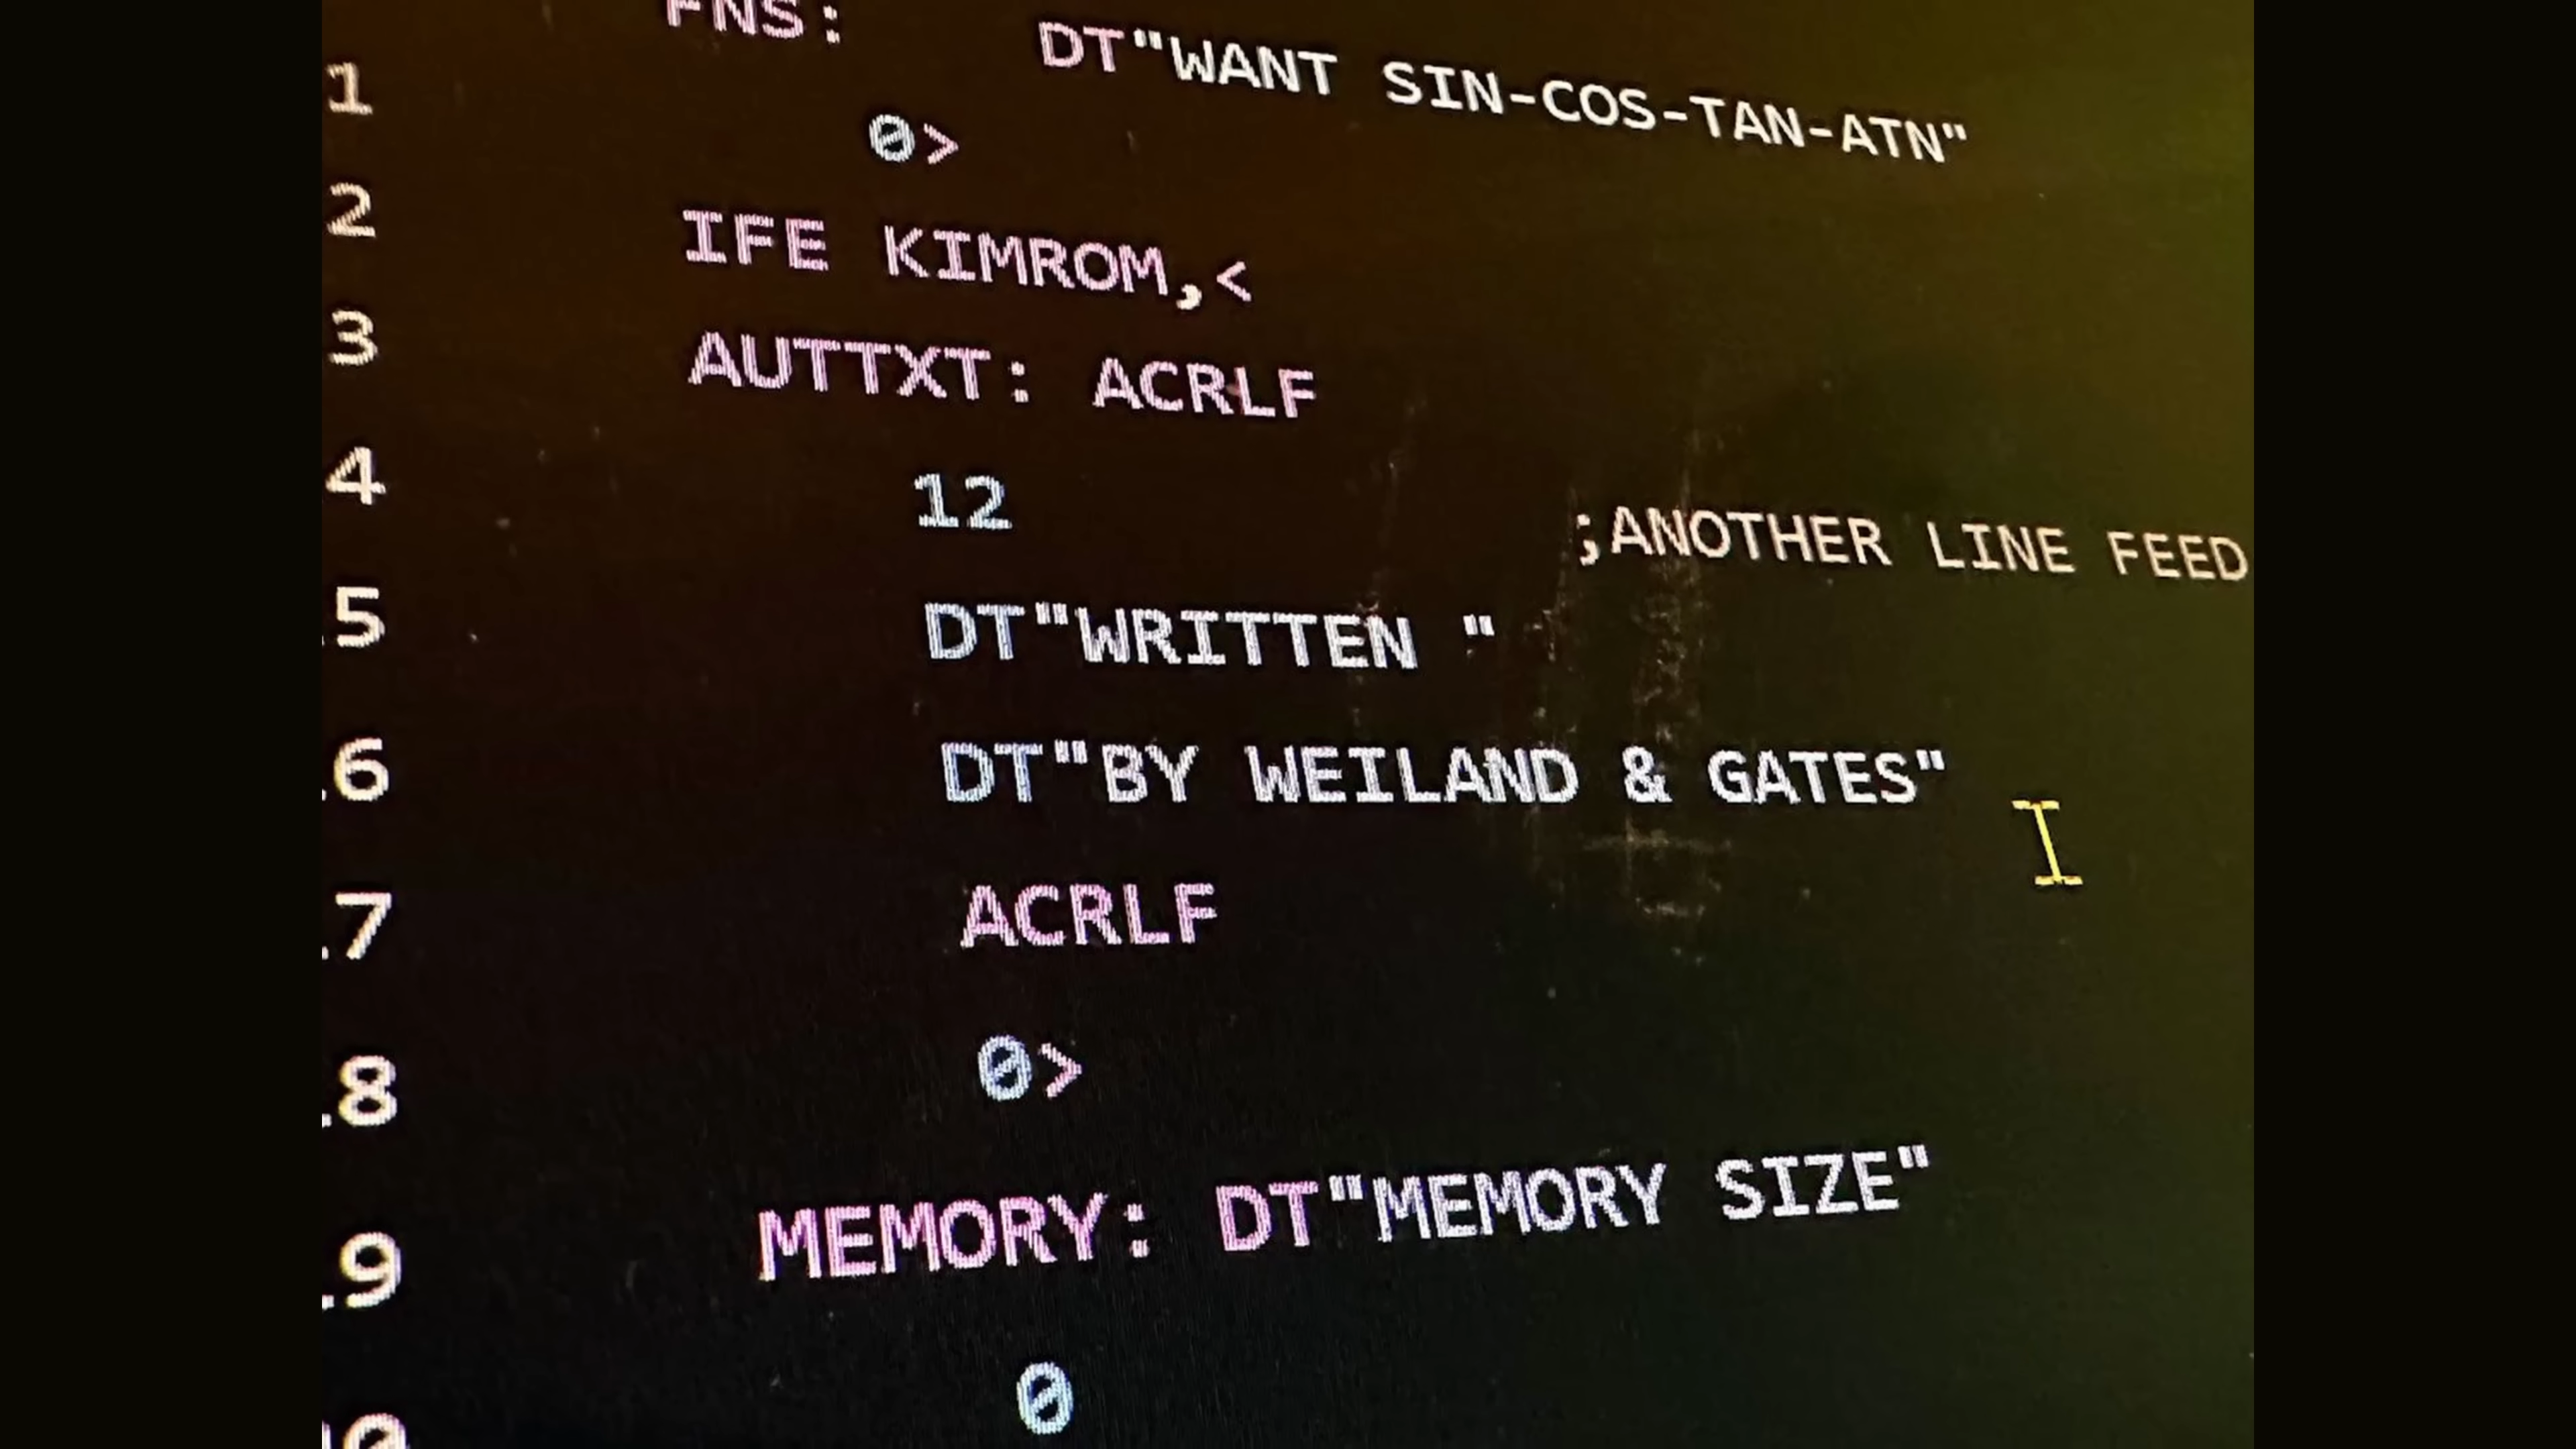 FNS: DT"WANT SIN-COS-TAN-ATN"
1 0>
2 IFE KIMROM,<
3 AUTTXT: ACRLF
4 12 ;ANOTHER LINE FEED
.5 DT"WRITTEN "
.6 DT"BY WEILAND & GATES"
.7 ACRLF
.8 0>
.9 MEMORY: DT"MEMORY SIZE"
0